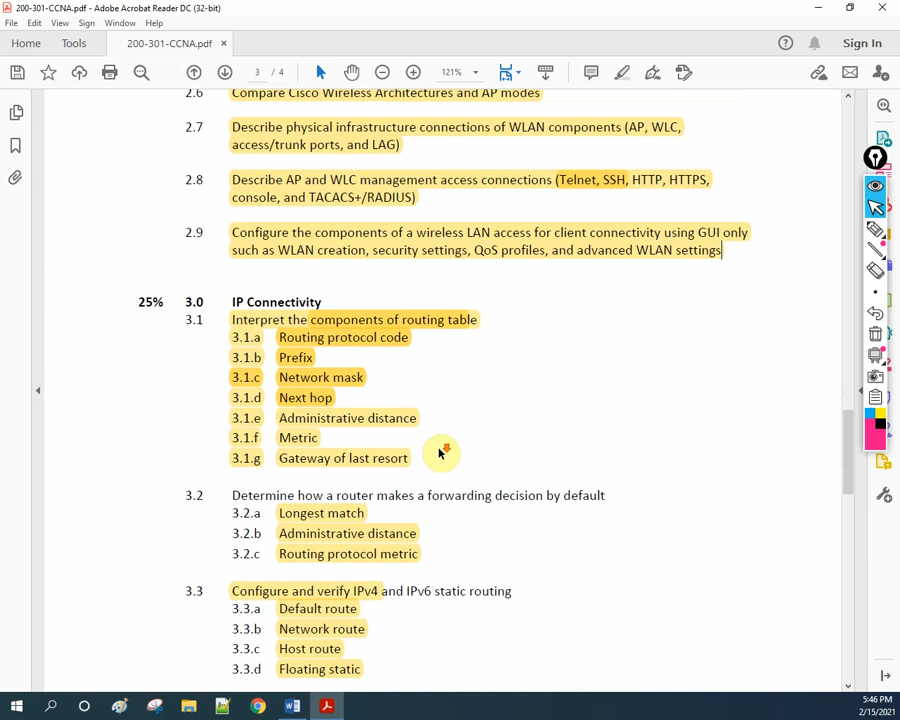 200-301-CCNA.pdf - Adobe Acrobat Reader DC (32-bit)
File Edit View Sign Window Help
Home Tools 200-301-CCNA.pdf × Sign In
3 / 4 121%
2.6 Compare Cisco Wireless Architectures and AP modes
2.7 Describe physical infrastructure connections of WLAN components (AP, WLC,
access/trunk ports, and LAG)
2.8 Describe AP and WLC management access connections (Telnet, SSH, HTTP, HTTPS,
console, and TACACS+/RADIUS)
2.9 Configure the components of a wireless LAN access for client connectivity using GUI only
such as WLAN creation, security settings, QoS profiles, and advanced WLAN settings
25% 3.0 IP Connectivity
3.1 Interpret the components of routing table
3.1.a Routing protocol code
3.1.b Prefix
3.1.c Network mask
3.1.d Next hop
3.1.e Administrative distance
3.1.f Metric
3.1.g Gateway of last resort
3.2 Determine how a router makes a forwarding decision by default
3.2.a Longest match
3.2.b Administrative distance
3.2.c Routing protocol metric
3.3 Configure and verify IPv4 and IPv6 static routing
3.3.a Default route
3.3.b Network route
3.3.c Host route
3.3.d Floating static
5:46 PM
2/15/2021